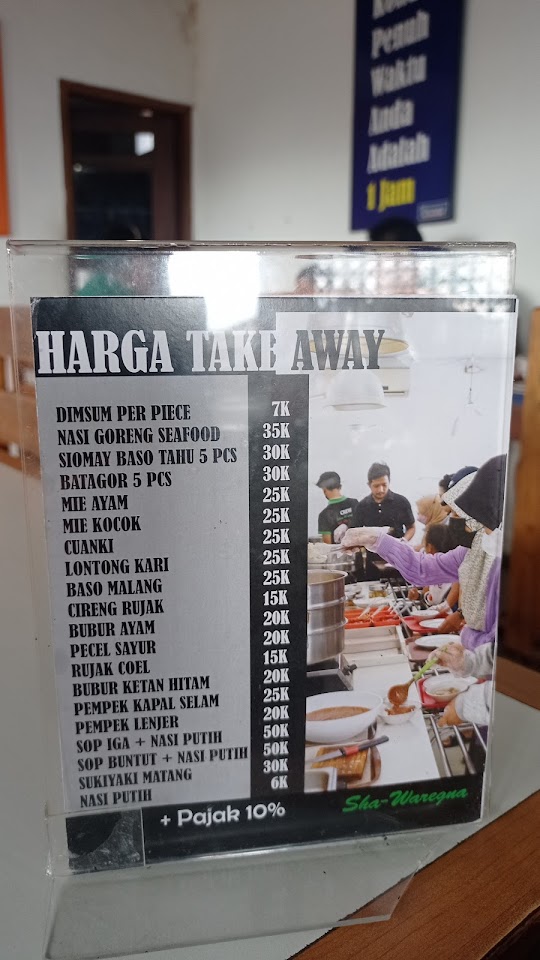 Penuh
Waktu
Anda
Adalah
1 Jam
HARGA TAKE AWAY
DIMSUM PER PIECE 7K
NASI GORENG SEAFOOD 35K
SIOMAY BASO TAHU 5 PCS 30K
BATAGOR 5 PCS 30K
MIE AYAM 25K
MIE KOCOK 25K
CUANKI 25K
LONTONG KARI 25K
BASO MALANG 25K
CIRENG RUJAK 15K
BUBUR AYAM 20K
PECEL SAYUR 20K
RUJAK COEL 15K
BUBUR KETAN HITAM 20K
PEMPEK KAPAL SELAM 25K
PEMPEK LENJER 20K
SOP IGA + NASI PUTIH 50K
SOP BUNTUT + NASI PUTIH 50K
SUKIYAKI MATANG 30K
NASI PUTIH 6K
+ Pajak 10%
Sha-Waregna